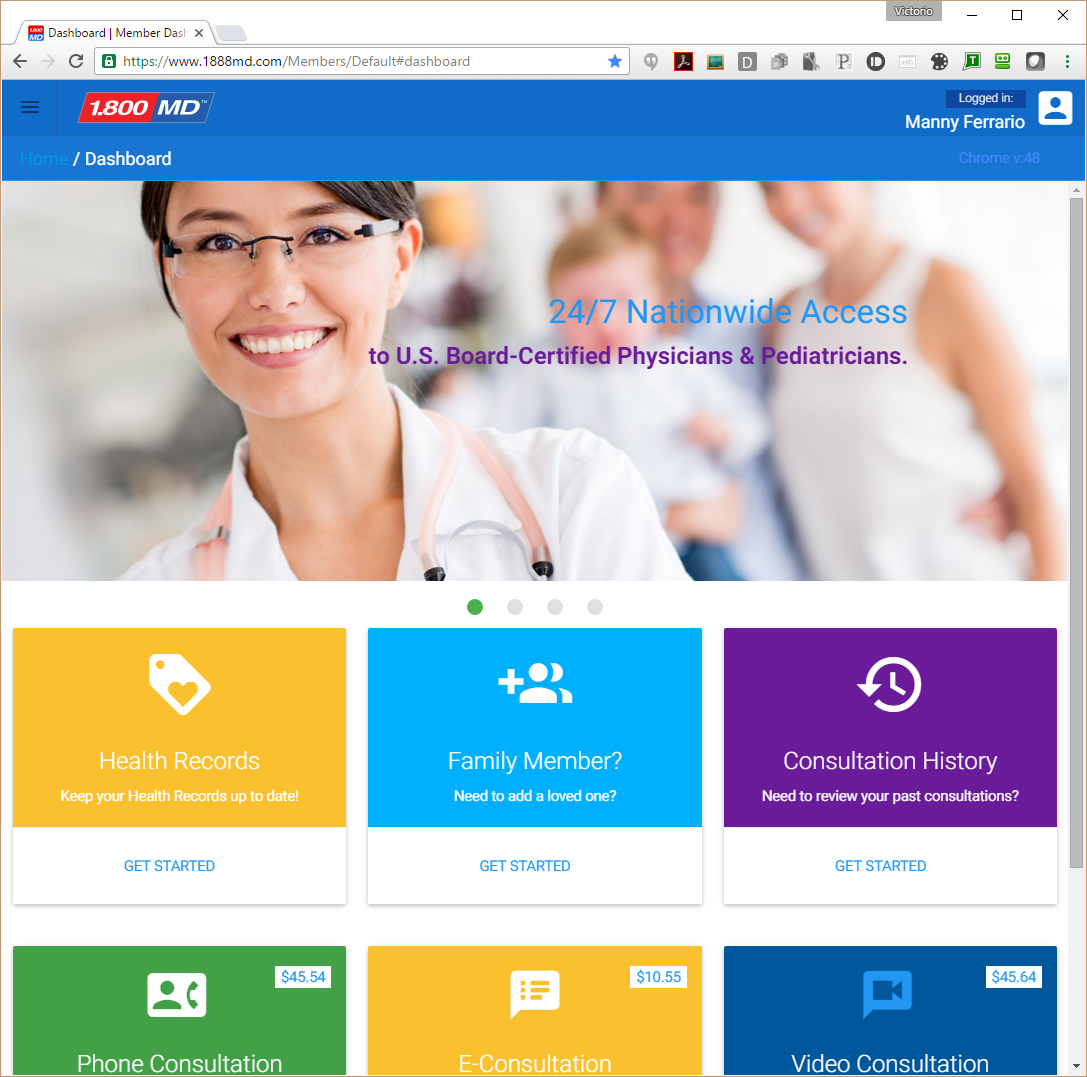 Victorio
Dashboard | Member Dash
https://www.1888md.com/Members/Default#dashboard
1.800 MD™
Logged in:
Manny Ferrario
Home / Dashboard
Chrome v:48
24/7 Nationwide Access
to U.S. Board-Certified Physicians & Pediatricians.
Health Records
Keep your Health Records up to date!
GET STARTED
Family Member?
Need to add a loved one?
GET STARTED
Consultation History
Need to review your past consultations?
GET STARTED
$45.54
Phone Consultation
$10.55
E-Consultation
$45.64
Video Consultation